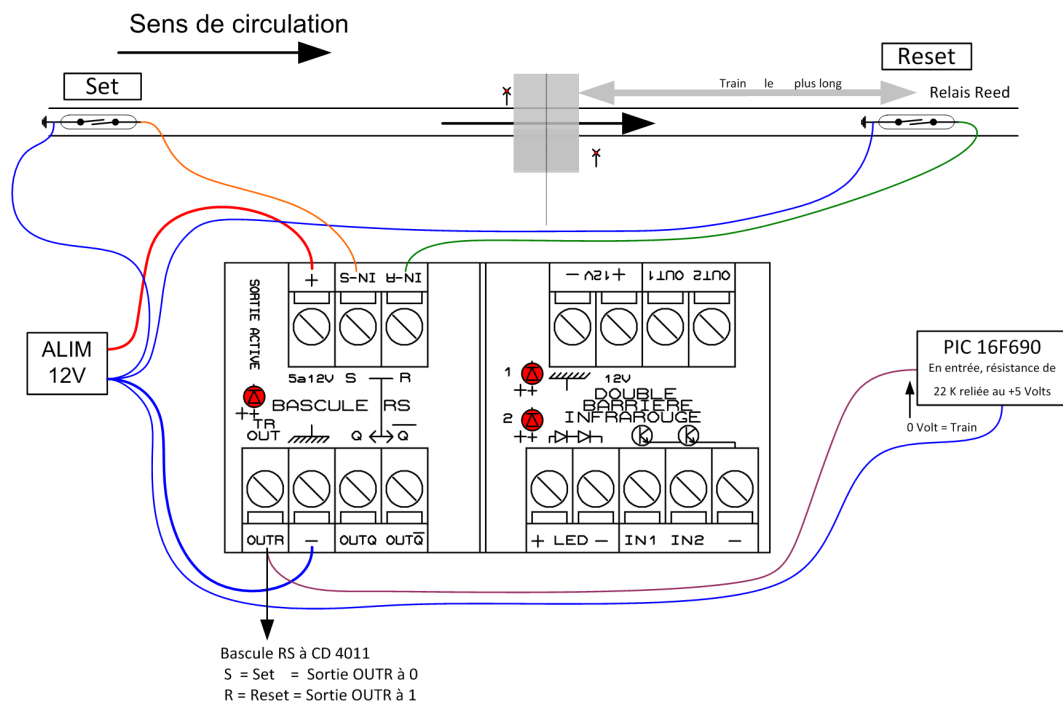 Sens de circulation
Set
Reset
Train le plus long
Relais Reed
SORTIE ACTIVE
+
S-IN
R-IN
-
+12V
OUT1
OUT2
ALIM
12V
5a12V
S
R
BASCULE RS
++
TR
OUT
Q
Q̅
1
++
2
++
12V
DOUBLE
BARRIERE
INFRAROUGE
PIC 16F690
En entrée, résistance de
22 K reliée au +5 Volts
0 Volt = Train
OUTR
-
OUTQ
OUTQ̅
+ LED -
IN1
IN2
-
Bascule RS à CD 4011
S = Set = Sortie OUTR à 0
R = Reset = Sortie OUTR à 1